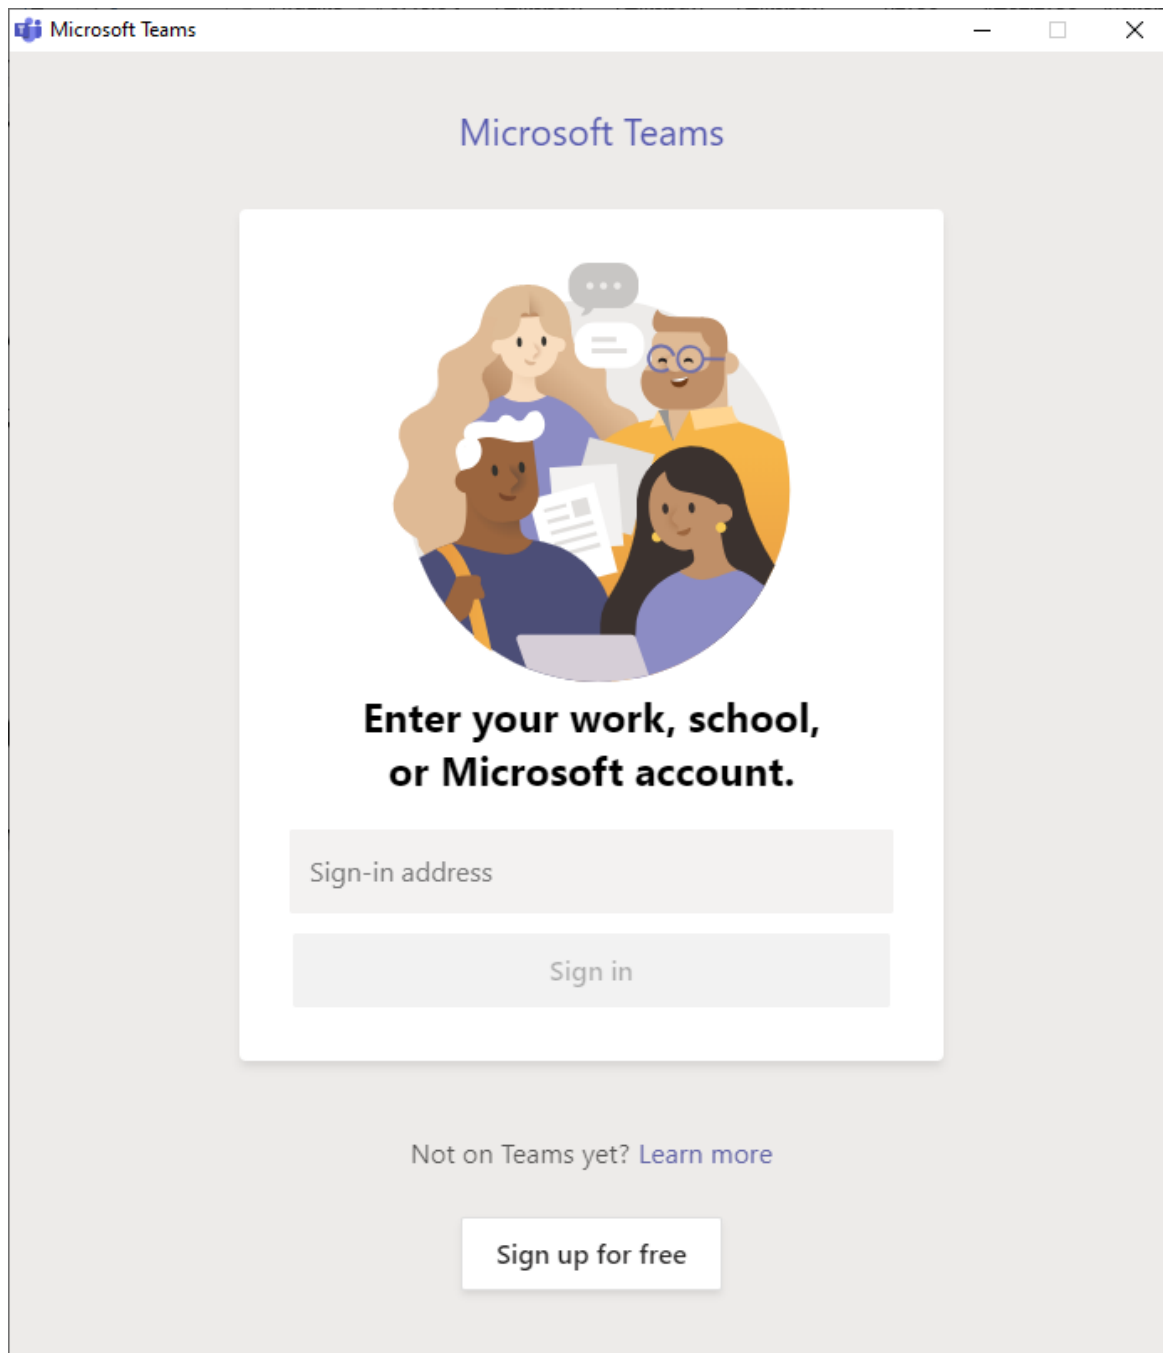 Microsoft Teams
Microsoft Teams
Enter your work, school,
or Microsoft account.
Sign-in address
Sign in
Not on Teams yet? Learn more
Sign up for free